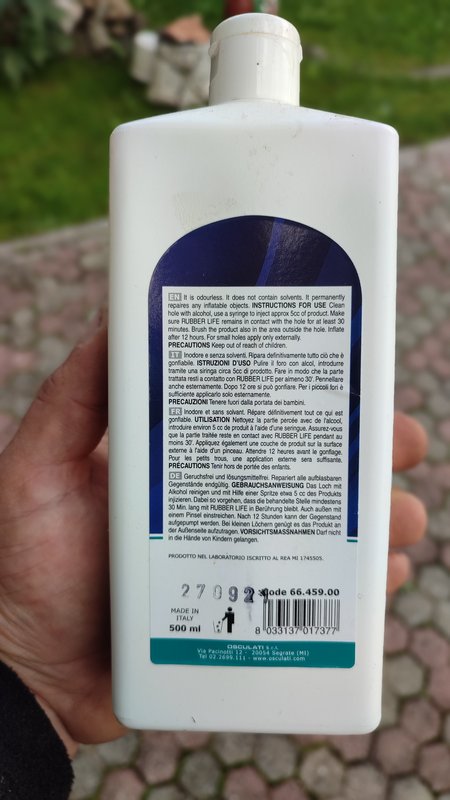 EN It is odourless. It does not contain solvents. It permanently
repairs any inflatable objects. INSTRUCTIONS FOR USE Clean
hole with alcohol, use a syringe to inject approx 5cc of product. Make
sure RUBBER LIFE remains in contact with the hole for at least 30
minutes. Brush the product also in the area outside the hole. Inflate
after 12 hours. For small holes apply only externally.
PRECAUTIONS Keep out of reach of children.
IT Inodore e senza solventi. Ripara definitivamente tutto ciò che è
gonfiabile. ISTRUZIONI D'USO Pulire il foro con alcol, introdurre
tramite una siringa circa 5cc di prodotto. Fare in modo che la parte
trattata resti a contatto con RUBBER LIFE per almeno 30'. Pennellare
anche esternamente. Dopo 12 ore si può gonfiare. Per i piccoli fori è
sufficiente applicarlo solo esternamente.
PRECAUZIONI Tenere fuori dalla portata dei bambini.
FR Inodore et sans solvant. Répare définitivement tout ce qui est
gonflable. UTILISATION Nettoyez la partie percée avec de l'alcool,
introduire environ 5 cc de produit à l'aide d'une seringue. Assurez-vous
que la partie traitée reste en contact avec RUBBER LIFE pendant au
moins 30'. Appliquez également une couche de produit sur la surface
externe à l'aide d'un pinceau. Attendre 12 heures avant le gonflage.
Pour les petits trous, une application externe sera suffisante.
PRÉCAUTIONS Tenir hors de portée des enfants.
DE Geruchsfrei und lösungsmittelfrei. Repariert alle aufblasbaren
Gegenstände endgültig. GEBRAUCHSANWEISUNG Das Loch mit
Alkohol reinigen und mit Hilfe einer Spritze etwa 5 cc des Produkts
injizieren. Dabei so vorgehen, dass die behandelte Stelle mindestens
30 Min. lang mit RUBBER LIFE in Berührung bleibt. Auch außen mit
einem Pinsel einstreichen. Nach 12 Stunden kann der Gegenstand
aufgepumpt werden. Bei kleinen Löchern genügt es das Produkt an
der Außenseite aufzutragen. VORSICHTSMASSNAHMEN Darf nicht
in die Hände von Kindern gelangen.
PRODOTTO NEL LABORATORIO ISCRITTO AL REA MI 1745505.
27092
Code 66.459.00
MADE IN
ITALY
500 ml
8 033137 017377
OSCULATI s.r.l.
Via Pacinotti 12 - 20054 Segrate (MI)
Tel 02.2699.111 - www.osculati.com